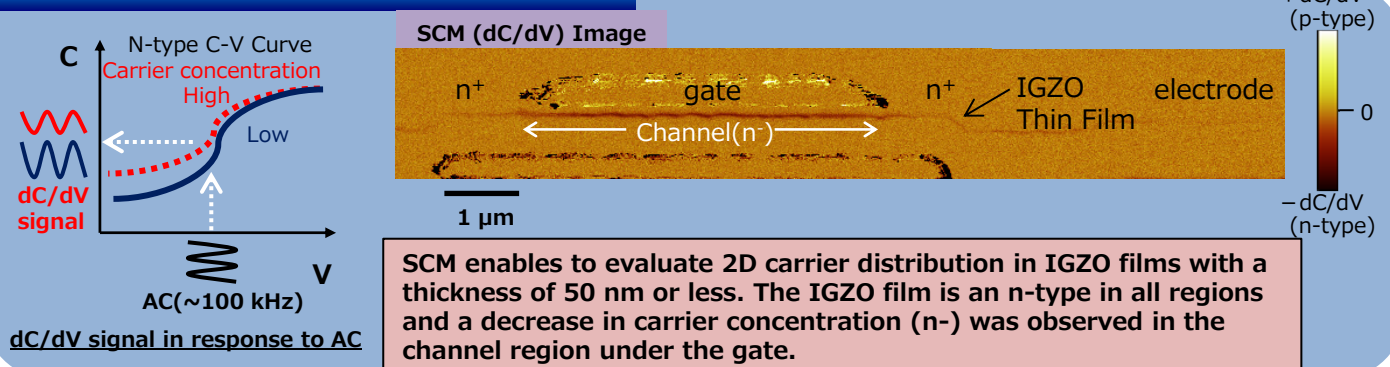 C
N-type C-V Curve
Carrier concentration
High
Low
dC/dV
signal
V
AC(~100 kHz)
dC/dV signal in response to AC
SCM (dC/dV) Image
n⁺
gate
n⁺
IGZO
Thin Film
electrode
Channel(n⁻)
1 μm
(p-type)
0
−dC/dV
(n-type)
SCM enables to evaluate 2D carrier distribution in IGZO films with a
thickness of 50 nm or less. The IGZO film is an n-type in all regions
and a decrease in carrier concentration (n-) was observed in the
channel region under the gate.